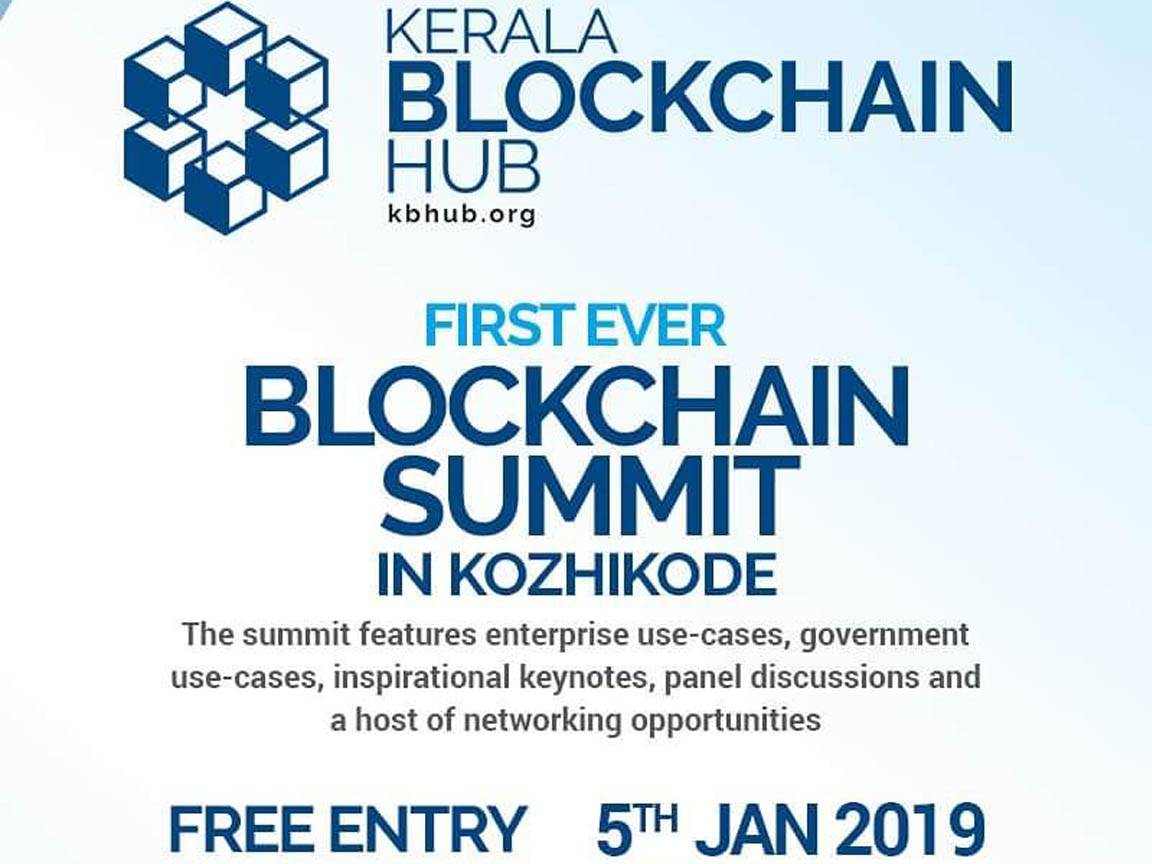 KERALA
BLOCKCHAIN
HUB
kbhub.org
FIRST EVER
BLOCKCHAIN
SUMMIT
IN KOZHIKODE
The summit features enterprise use-cases, government
use-cases, inspirational keynotes, panel discussions and
a host of networking opportunities
FREE ENTRY 5TH JAN 2019